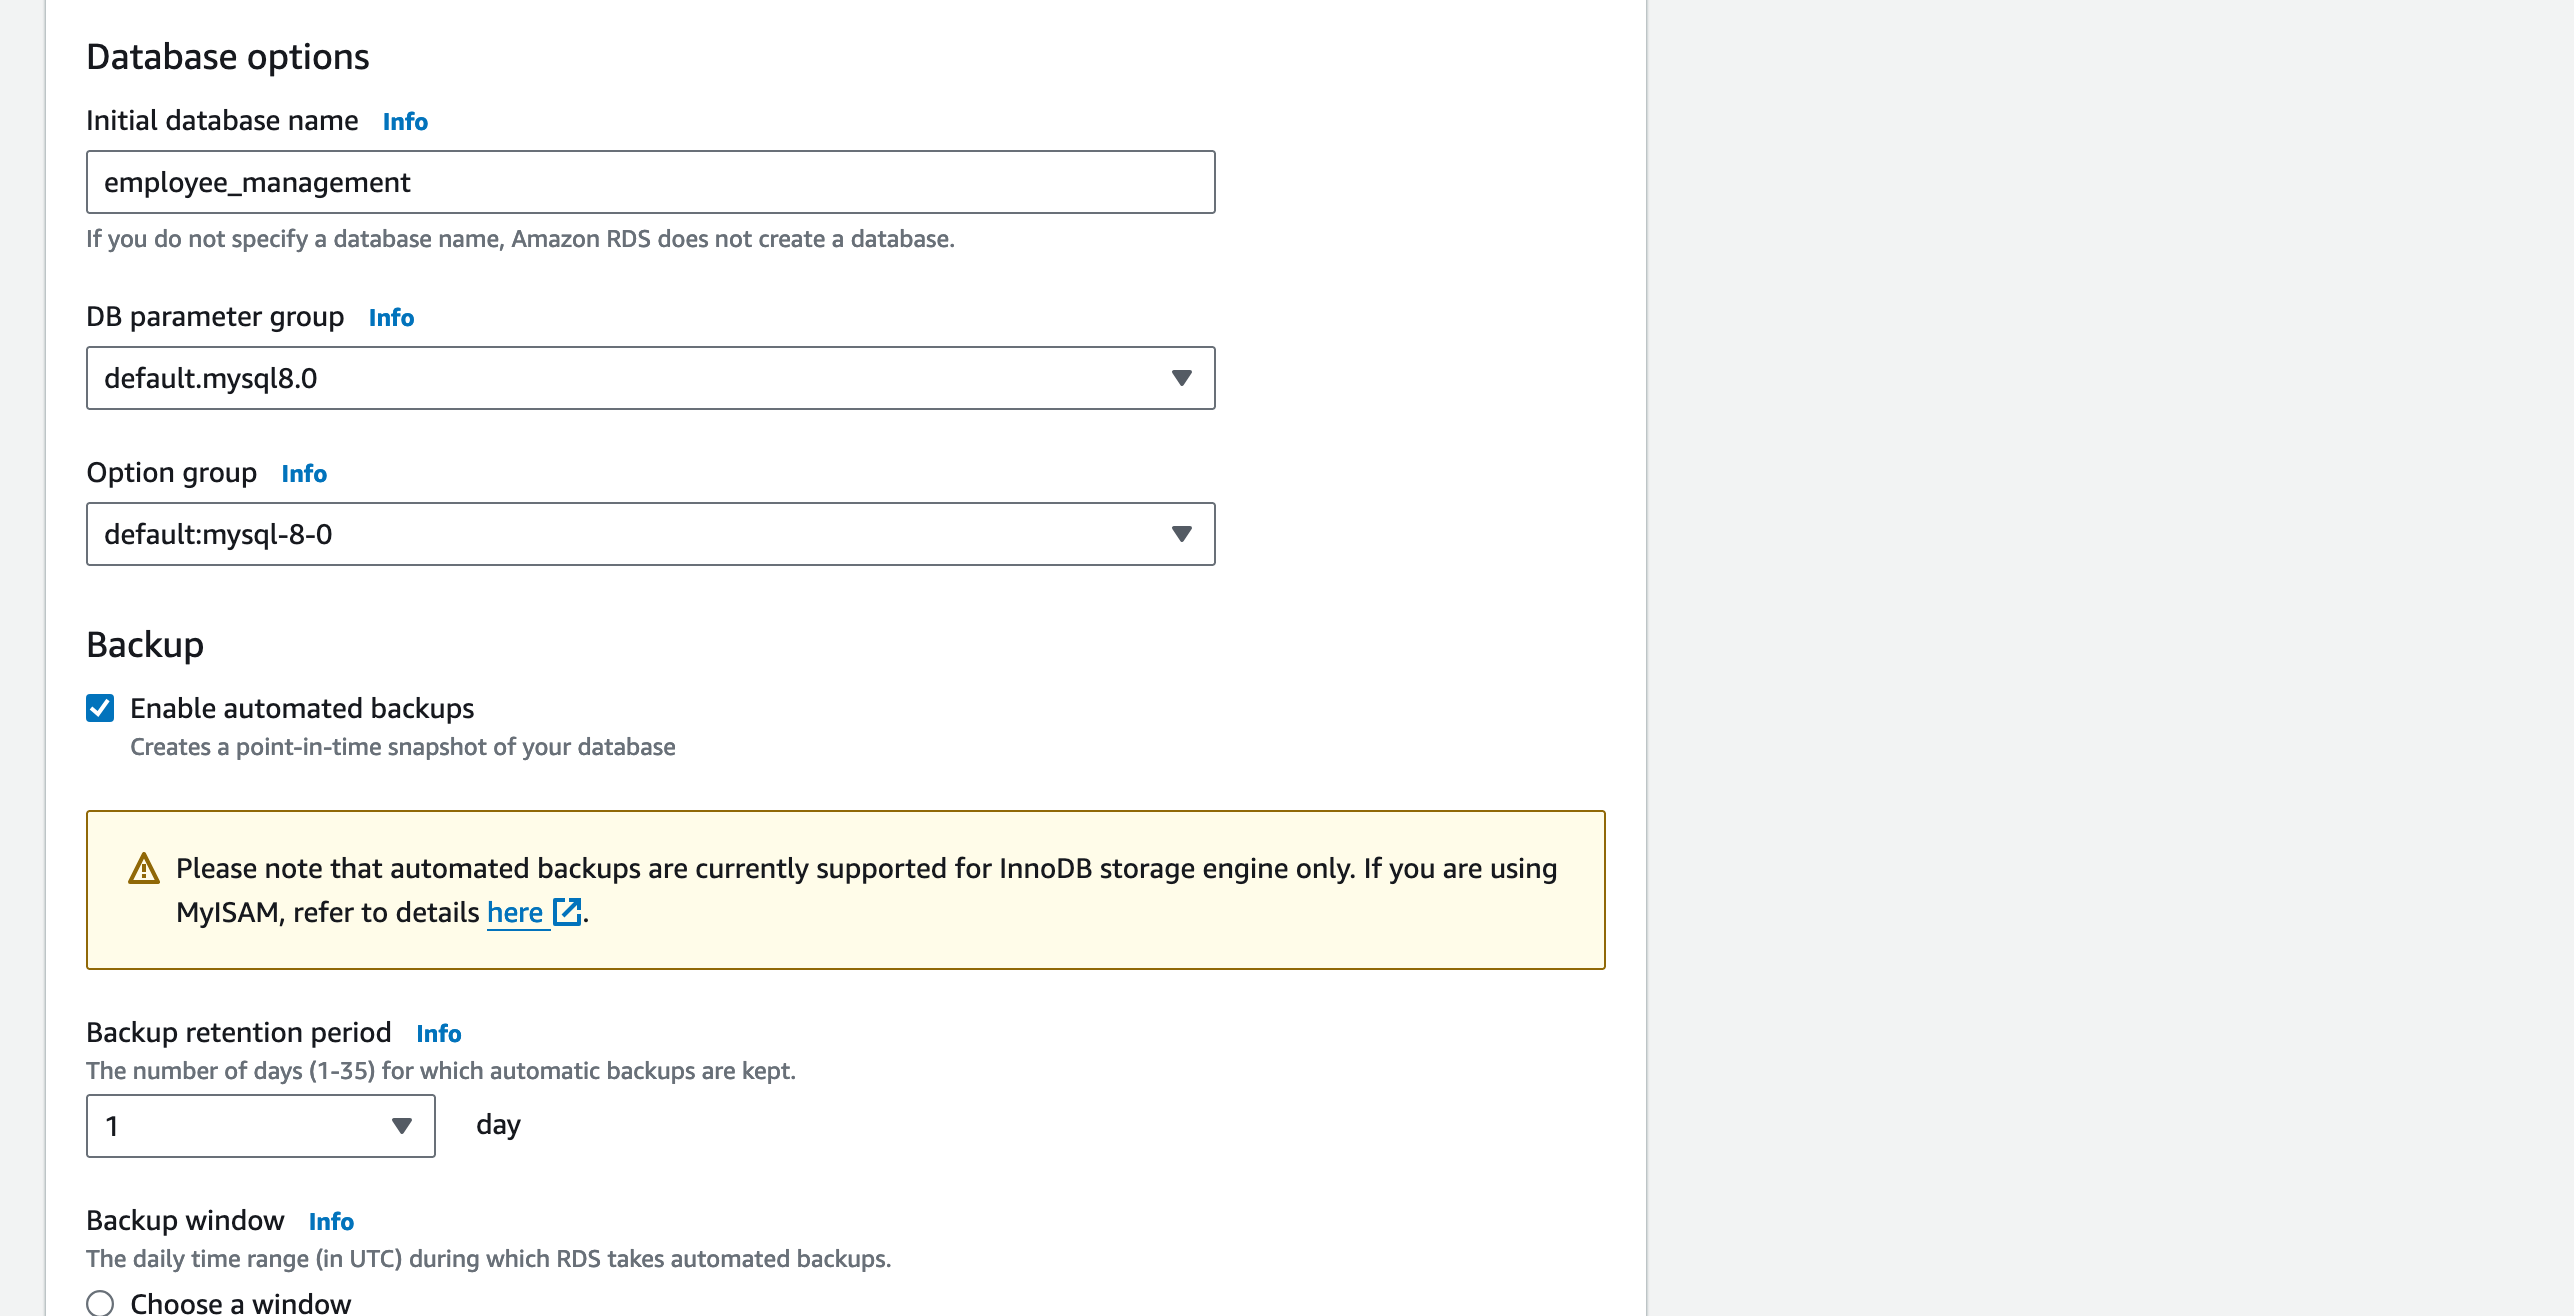 Database options
Initial database name Info
employee_management
If you do not specify a database name, Amazon RDS does not create a database.
DB parameter group Info
default.mysql8.0
Option group Info
default:mysql-8-0
Backup
Enable automated backups
Creates a point-in-time snapshot of your database
Please note that automated backups are currently supported for InnoDB storage engine only. If you are using
MyISAM, refer to details here.
Backup retention period Info
The number of days (1-35) for which automatic backups are kept.
1 day
Backup window Info
The daily time range (in UTC) during which RDS takes automated backups.
Choose a window